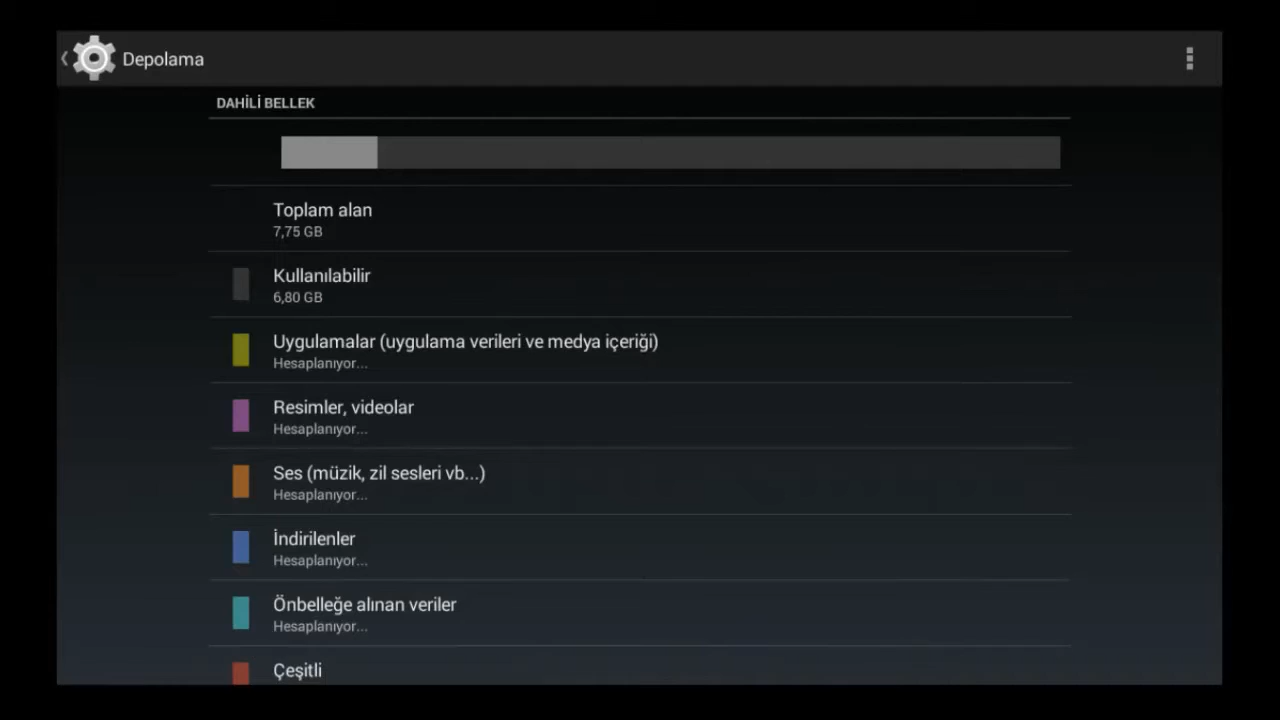 Depolama
DAHİLİ BELLEK
Toplam alan
7,75 GB
Kullanılabilir
6,80 GB
Uygulamalar (uygulama verileri ve medya içeriği)
Hesaplanıyor...
Resimler, videolar
Hesaplanıyor...
Ses (müzik, zil sesleri vb...)
Hesaplanıyor...
İndirilenler
Hesaplanıyor...
Önbelleğe alınan veriler
Hesaplanıyor...
Çeşitli